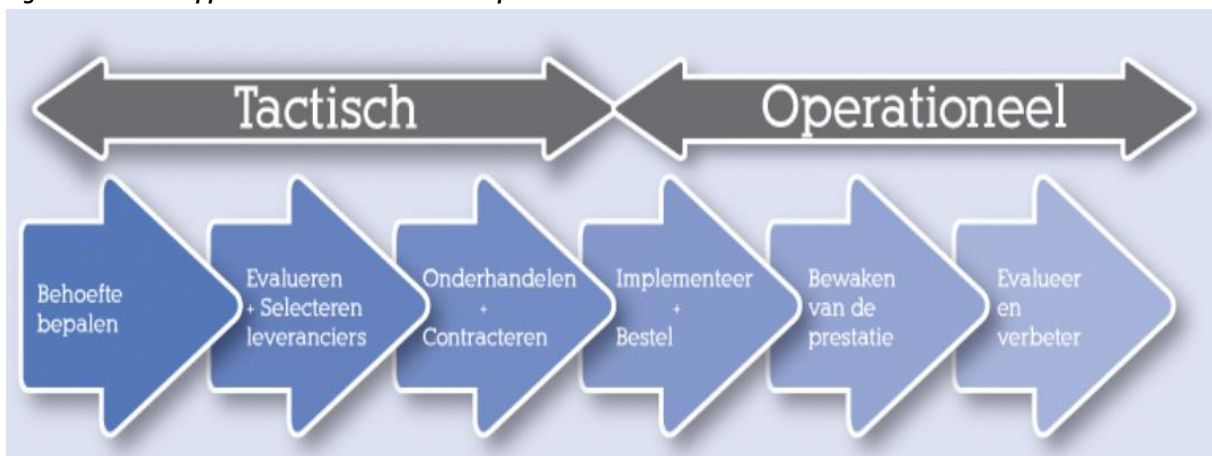 Tactisch
Operationeel
Behoefte
bepalen
Evalueren
+ Selecteren
leveranciers
Onderhandelen
+
Contracteren
Implementeer
+
Bestel
Bewaken
van de
prestatie
Evalueer
en
verbeter